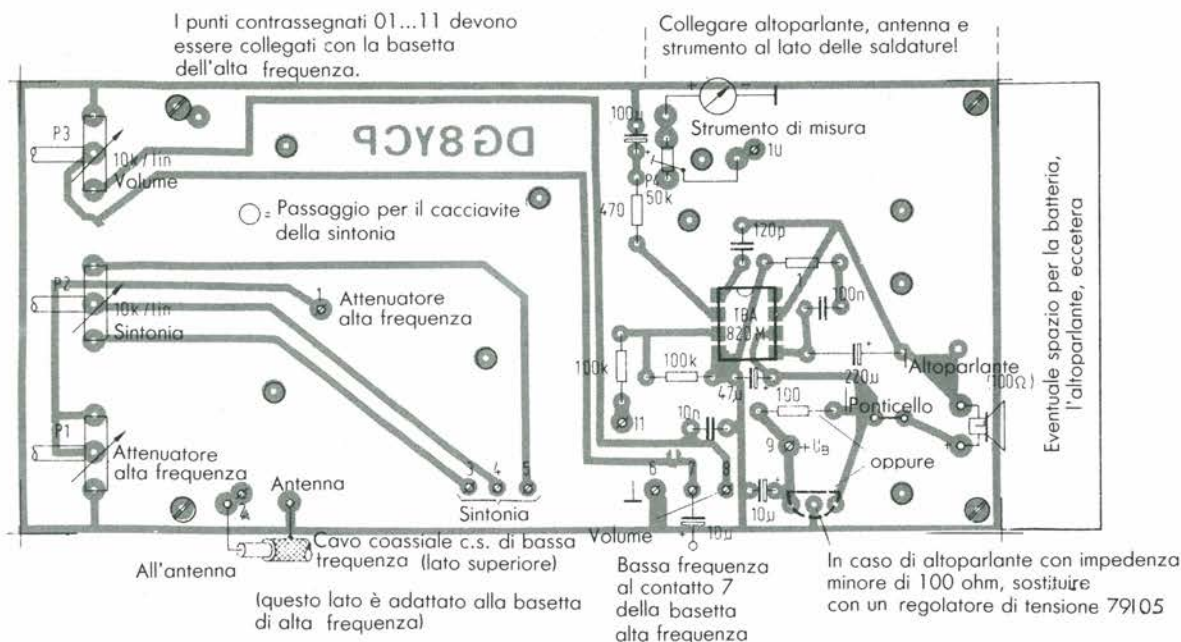 I punti contrassegnati 01...11 devono
essere collegati con la basetta
dell'alta frequenza.
Collegare altoparlante, antenna e
strumento al lato delle saldature!
P3
10k/lin
Volume
DG8YCP
100µ
+
+ -
Strumento di misura
1U
P4
50k
470
○ = Passaggio per il cacciavite
della sintonia
120p
1
100n
TBA
820M
P2
10k/lin
Sintonia
1
Attenuatore
alta frequenza
100k
100k
47µ
+
220µ
+
Altoparlante
(100Ω)
100
Ponticello
11
10n
9
+UB
oppure
+
P1
Attenuatore
alta frequenza
Antenna
2
3
4
5
Sintonia
6
7
8
⊥
10µ
+
Volume
10µ
+
All'antenna
Cavo coassiale c.s. di bassa
frequenza (lato superiore)
(questo lato è adattato alla basetta
di alta frequenza)
Bassa frequenza
al contatto 7
della basetta
alta frequenza
In caso di altoparlante con impedenza
minore di 100 ohm, sostituire
con un regolatore di tensione 79L05
Eventuale spazio per la batteria,
l'altoparlante, eccetera